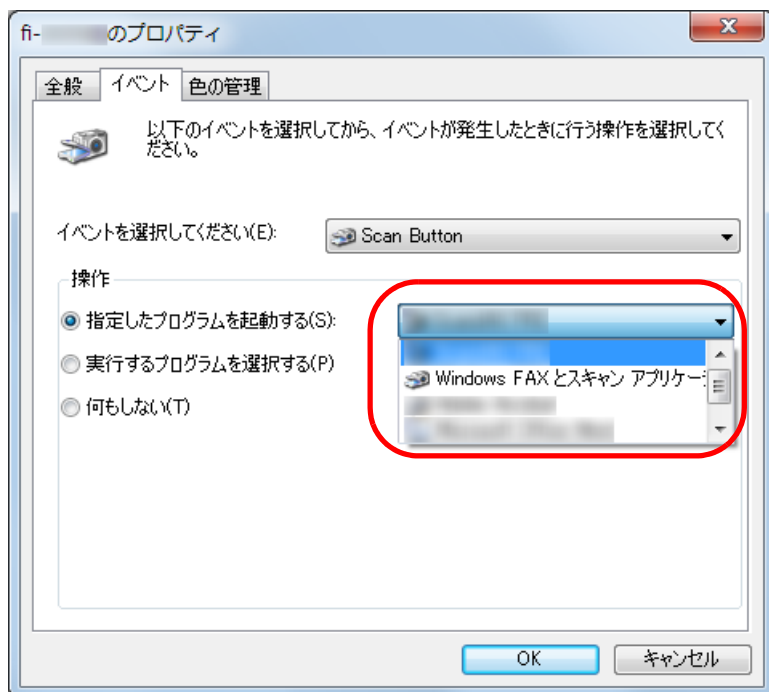 fi- のプロパティ
全般
イベント
色の管理
以下のイベントを選択してから、イベントが発生したときに行う操作を選択してく
ださい。
イベントを選択してください(E):
Scan Button
操作
指定したプログラムを起動する(S):
実行するプログラムを選択する(P)
Windows FAX とスキャン アプリケー
何もしない(T)
OK
キャンセル